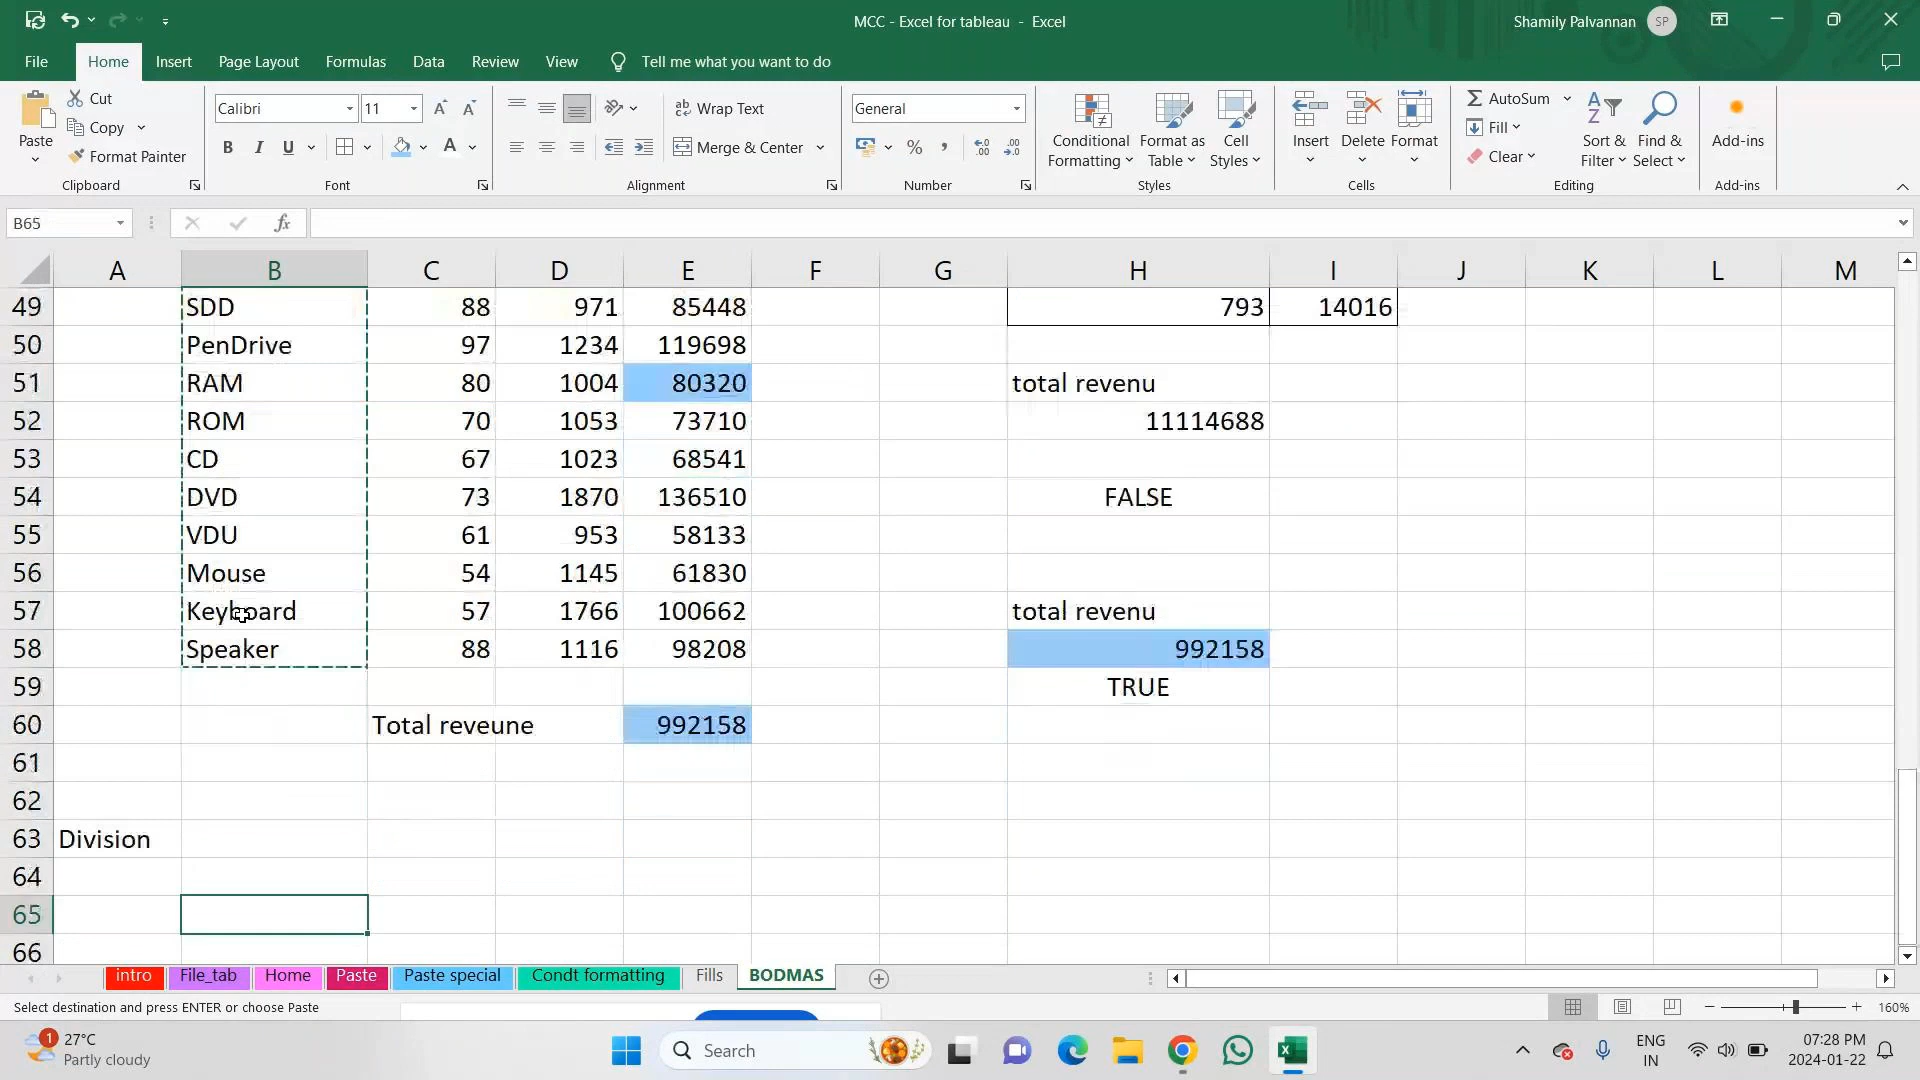 MCC - Excel for tableau - Excel
Shamily Palvannan SP
File Home Insert Page Layout Formulas Data Review View Tell me what you want to do
Paste
Cut
Copy
Format Painter
Clipboard
Calibri 11
B I U
Font
Wrap Text
Merge & Center
Alignment
General
%
Number
Conditional Formatting
Format as Table
Cell Styles
Styles
Insert
Delete
Format
Cells
AutoSum
Fill
Clear
Sort & Filter
Find & Select
Editing
Add-ins
Add-ins
B65 fx
A B C D E F G H I J K L M
49 SDD 88 971 85448 793 14016
50 PenDrive 97 1234 119698
51 RAM 80 1004 80320 total revenu
52 ROM 70 1053 73710 11114688
53 CD 67 1023 68541
54 DVD 73 1870 136510 FALSE
55 VDU 61 953 58133
56 Mouse 54 1145 61830
57 Keyboard 57 1766 100662 total revenu
58 Speaker 88 1116 98208 992158
59 TRUE
60 Total reveune 992158
61
62
63 Division
64
65
66
intro File_tab Home Paste Paste special Condt formatting Fills BODMAS
Select destination and press ENTER or choose Paste
160%
1 27°C
Partly cloudy
Search
ENG
IN
07:28 PM
2024-01-22